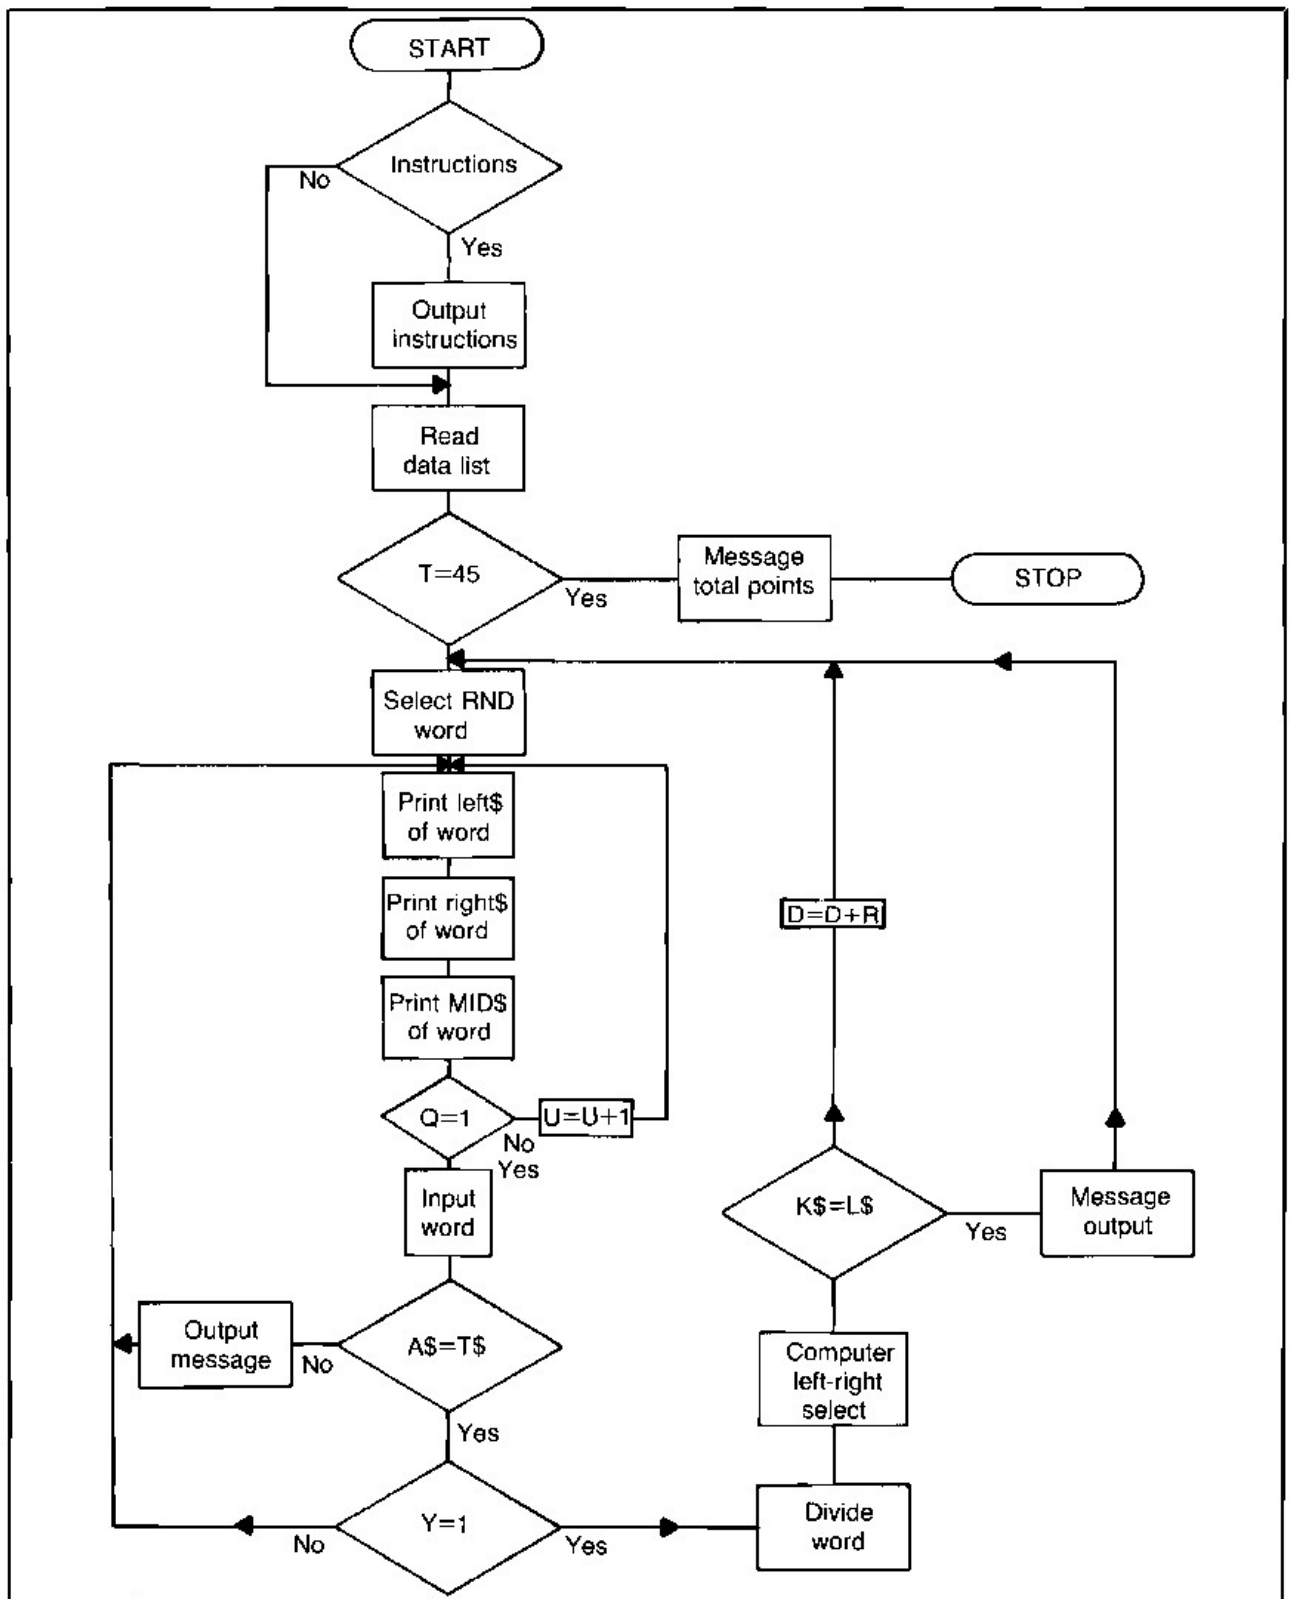 START
Instructions
No
Yes
Output
instructions
Read
data list
T=45
Yes
Message
total points
STOP
Select RND
word
Print left$
of word
Print right$
of word
D=D+R
Print MID$
of word
Q=1
No
U=U+1
Yes
Input
word
K$=L$
Yes
Message
output
Output
message
No
A$=T$
Yes
Computer
left-right
select
Y=1
No
Yes
Divide
word